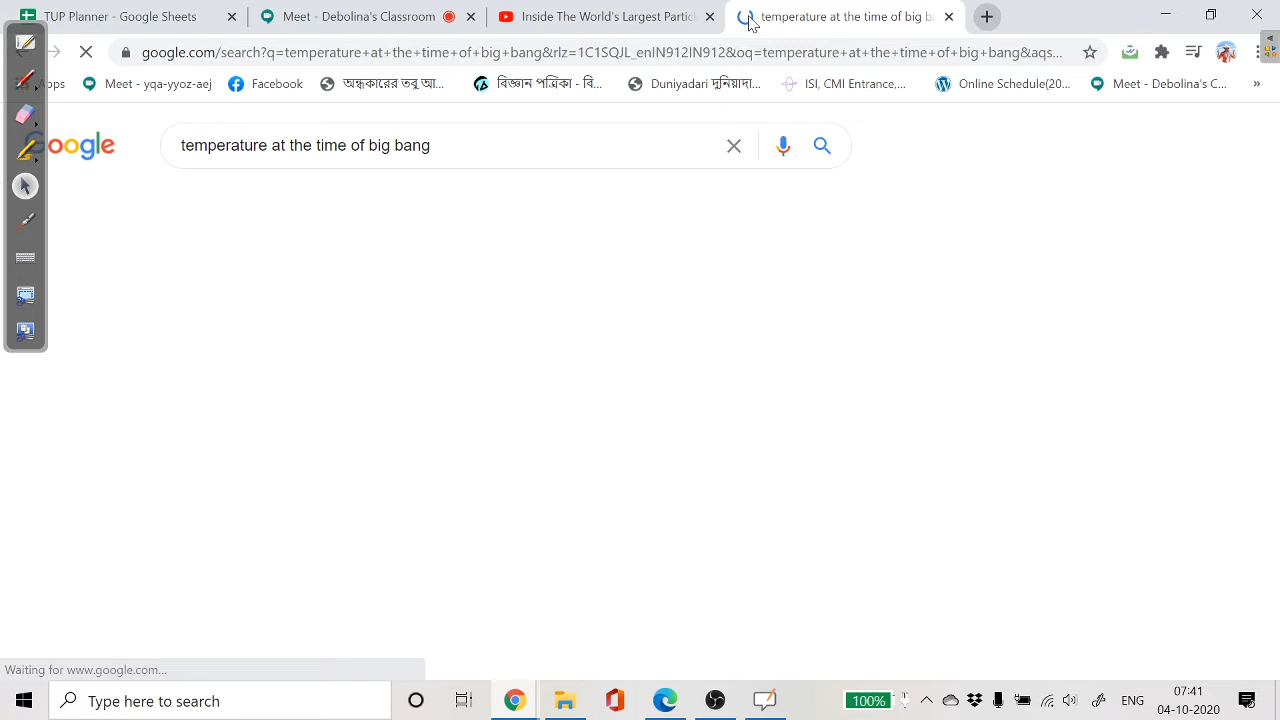 TUP Planner - Google Sheets
Meet - Debolina's Classroom
Inside The World's Largest Partic
temperature at the time of big ba
google.com/search?q=temperature+at+the+time+of+big+bang&rlz=1C1SQJL_enIN912IN912&oq=temperature+at+the+time+of+big+bang&aqs...
ops
Meet - yqa-yyoz-aej
Facebook
অন্ধকারের তবু আ...
বিজ্ঞান পত্রিকা - বি...
Duniyadari দুনিয়াদা...
ISI, CMI Entrance,...
Online Schedule(20...
Meet - Debolina's C...
»
Google
temperature at the time of big bang
Waiting for www.google.com...
Type here to search
100%
ENG
07:41
04-10-2020